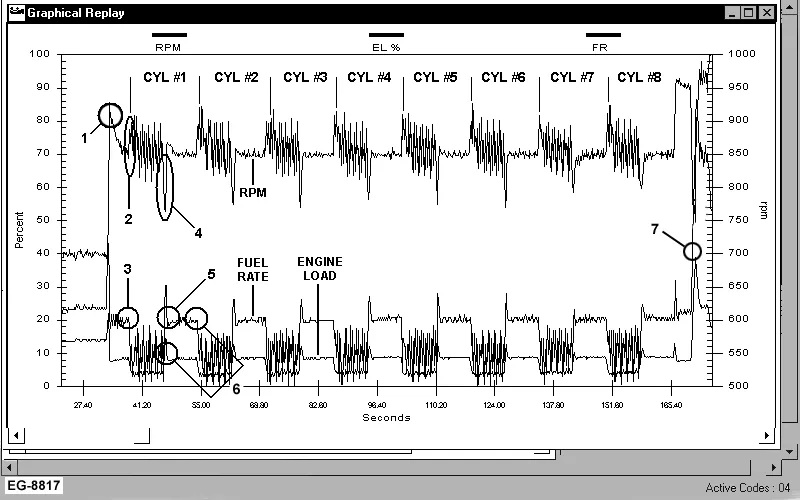 Graphical Replay
RPM EL % FR
100 1000
90 950
80 900
70 850
60 800
50 750
40 700
30 650
20 600
10 550
0 500
Percent
rpm
CYL #1 CYL #2 CYL #3 CYL #4 CYL #5 CYL #6 CYL #7 CYL #8
1
2
4
RPM
7
3
5
FUEL
RATE
ENGINE
LOAD
6
27.40 41.20 55.00 68.80 82.60 96.40 110.20 124.00 137.80 151.60 165.40
Seconds
EG-8817
Active Codes : 04